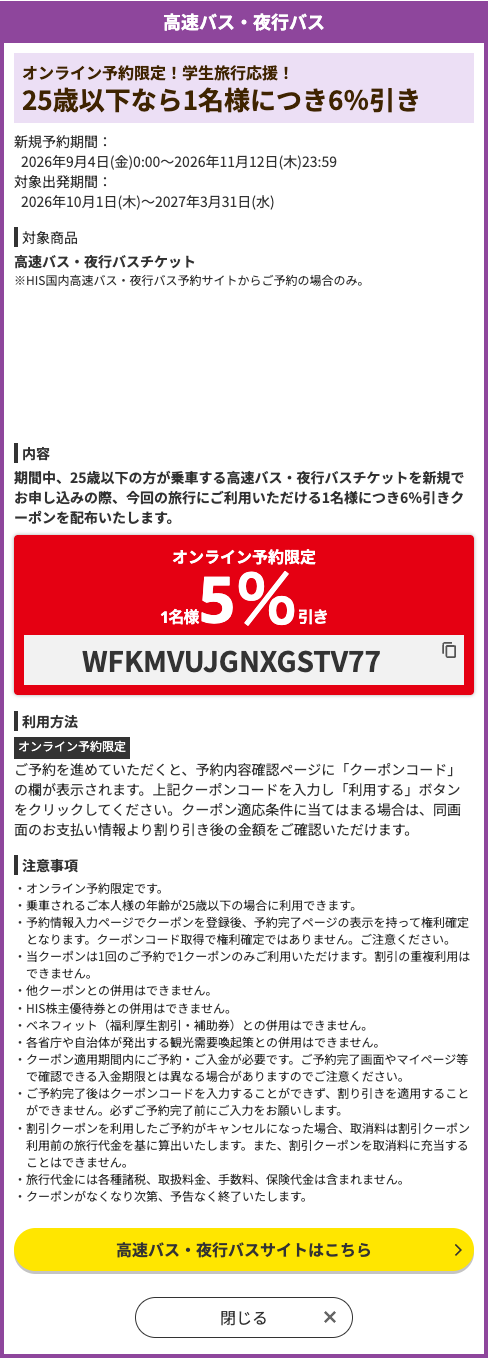 高速バス・夜行バス
オンライン予約限定！学生旅行応援！
25歳以下なら1名様につき6%引き
新規予約期間：
2026年9月4日(金)0:00〜2026年11月12日(木)23:59
対象出発期間：
2026年10月1日(木)〜2027年3月31日(水)
対象商品
高速バス・夜行バスチケット
※HIS国内高速バス・夜行バス予約サイトからご予約の場合のみ。
内容
期間中、25歳以下の方が乗車する高速バス・夜行バスチケットを新規で
お申し込みの際、今回の旅行にご利用いただける1名様につき6%引きク
ーポンを配布いたします。
オンライン予約限定
1名様5%引き
WFKMVUJGNXGSTV77
利用方法
オンライン予約限定
ご予約を進めていただくと、予約内容確認ページに「クーポンコード」
の欄が表示されます。上記クーポンコードを入力し「利用する」ボタン
をクリックしてください。クーポン適応条件に当てはまる場合は、同画
面のお支払い情報より割り引き後の金額をご確認いただけます。
注意事項
・オンライン予約限定です。
・乗車されるご本人様の年齢が25歳以下の場合に利用できます。
・予約情報入力ページでクーポンを登録後、予約完了ページの表示を持って権利確定
となります。クーポンコード取得で権利確定ではありません。ご注意ください。
・当クーポンは1回のご予約で1クーポンのみご利用いただけます。割引の重複利用は
できません。
・他クーポンとの併用はできません。
・HIS株主優待券との併用はできません。
・ベネフィット（福利厚生割引・補助券）との併用はできません。
・各省庁や自治体が発出する観光需要喚起策との併用はできません。
・クーポン適用期間内にご予約・ご入金が必要です。ご予約完了画面やマイページ等
で確認できる入金期限とは異なる場合がありますのでご注意ください。
・ご予約完了後はクーポンコードを入力することができず、割り引きを適用すること
ができません。必ずご予約完了前にご入力をお願いします。
・割引クーポンを利用したご予約がキャンセルになった場合、取消料は割引クーポン
利用前の旅行代金を基に算出いたします。また、割引クーポンを取消料に充当する
ことはできません。
・旅行代金には各種諸税、取扱料金、手数料、保険代金は含まれません。
・クーポンがなくなり次第、予告なく終了いたします。
高速バス・夜行バスサイトはこちら
閉じる